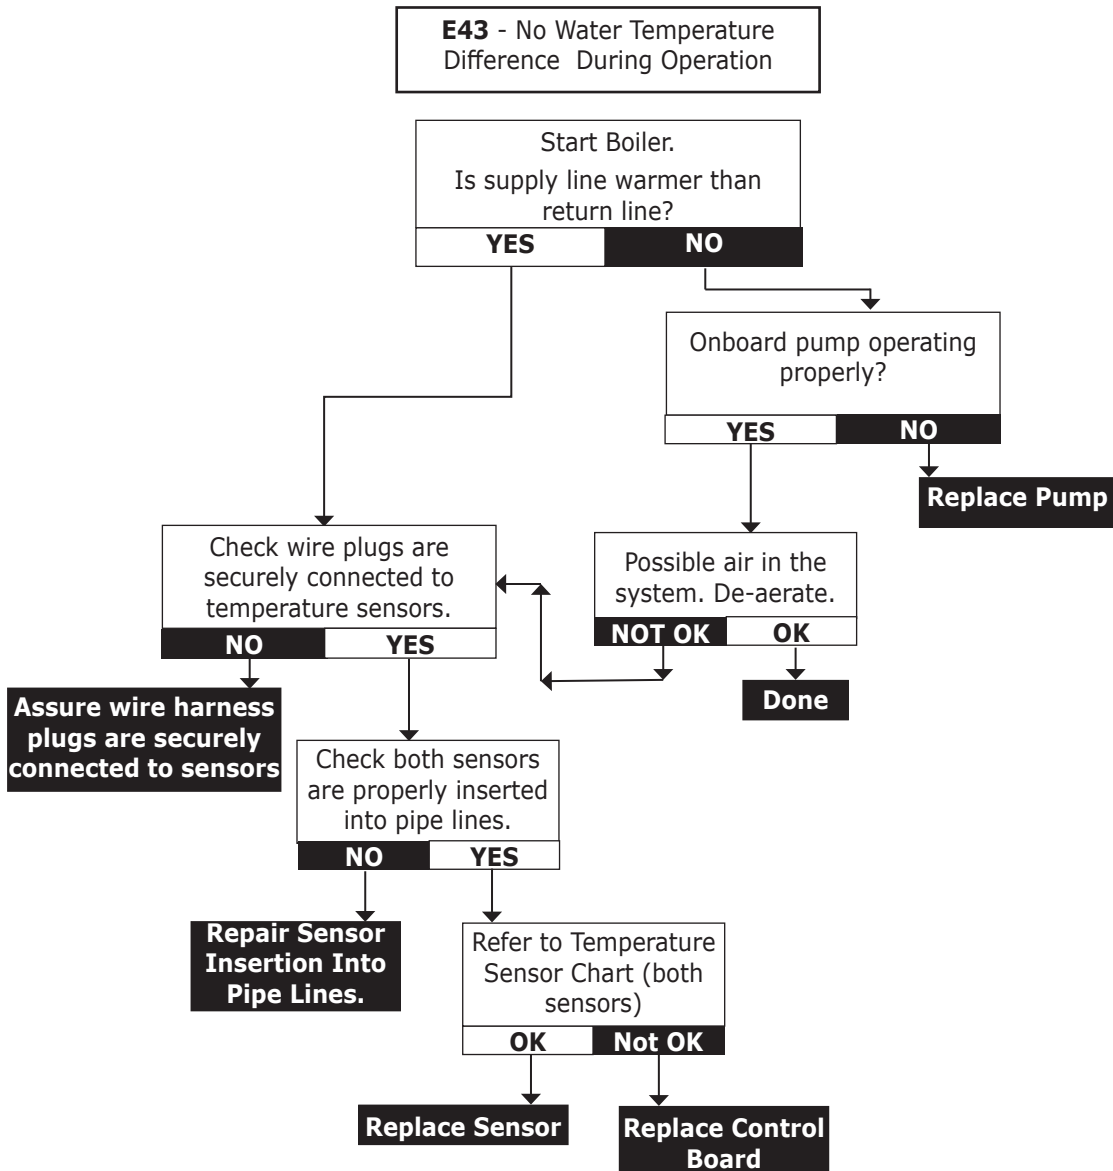 E43 - No Water Temperature
Difference During Operation
Start Boiler.
Is supply line warmer than
return line?
YES
NO
Onboard pump operating
properly?
YES
NO
Replace Pump
Check wire plugs are
securely connected to
temperature sensors.
NO
YES
Possible air in the
system. De-aerate.
NOT OK
OK
Done
Assure wire harness
plugs are securely
connected to sensors
Check both sensors
are properly inserted
into pipe lines.
NO
YES
Repair Sensor
Insertion Into
Pipe Lines.
Refer to Temperature
Sensor Chart (both
sensors)
OK
Not OK
Replace Sensor
Replace Control
Board